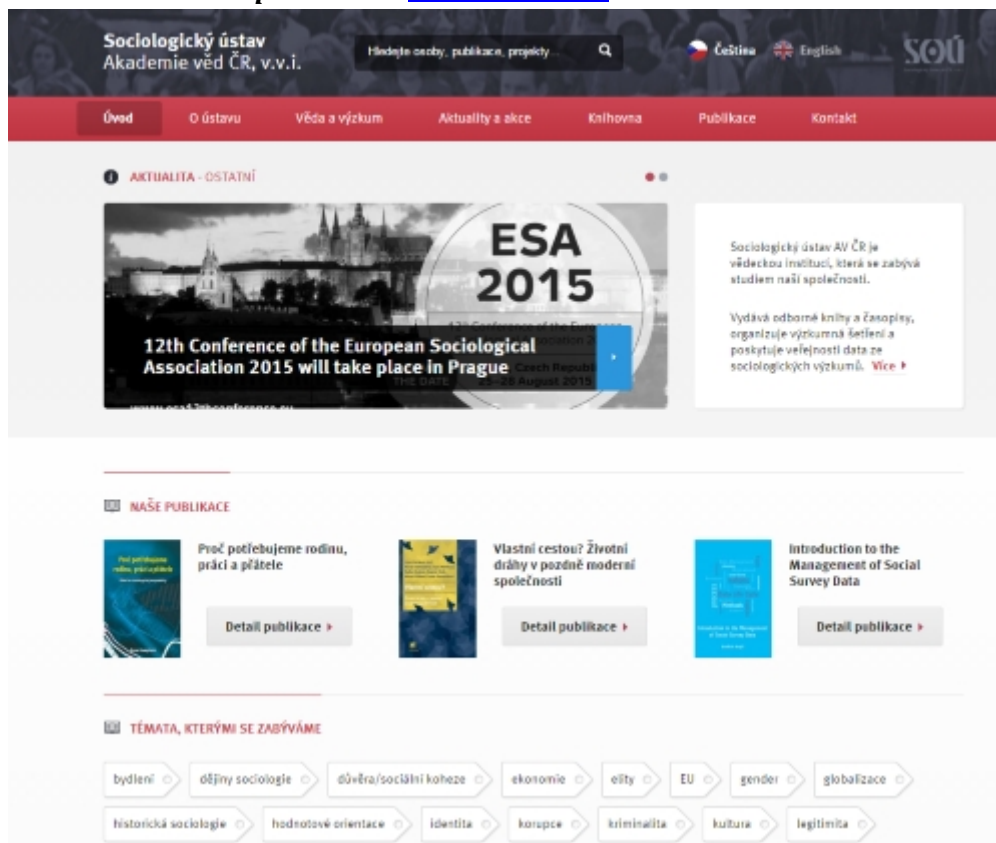 Sociologický ústav
Akademie věd ČR, v.v.i.
Hledejte osoby, publikace, projekty...
Čeština
English
SOÚ
Úvod
O ústavu
Věda a výzkum
Aktuality a akce
Knihovna
Publikace
Kontakt
AKTUALITA - OSTATNÍ
ESA
2015
12th Conference of the European Sociological
Association 2015 will take place in Prague
THE DATE
25–28 August 2015
Sociologický ústav AV ČR je
vědeckou institucí, která se zabývá
studiem naší společnosti.
Vydává odborné knihy a časopisy,
organizuje výzkumná šetření a
poskytuje veřejnosti data ze
sociologických výzkumů. Více
NAŠE PUBLIKACE
Proč potřebujeme rodinu,
práci a přátele
Detail publikace
Vlastní cestou? Životní
dráhy v pozdně moderní
společnosti
Detail publikace
Introduction to the
Management of Social
Survey Data
Detail publikace
TÉMATA, KTERÝMI SE ZABÝVÁME
bydlení
dějiny sociologie
důvěra/sociální koheze
ekonomie
elity
EU
gender
globalizace
historická sociologie
hodnotové orientace
identita
korupce
kriminalita
kultura
legitimita